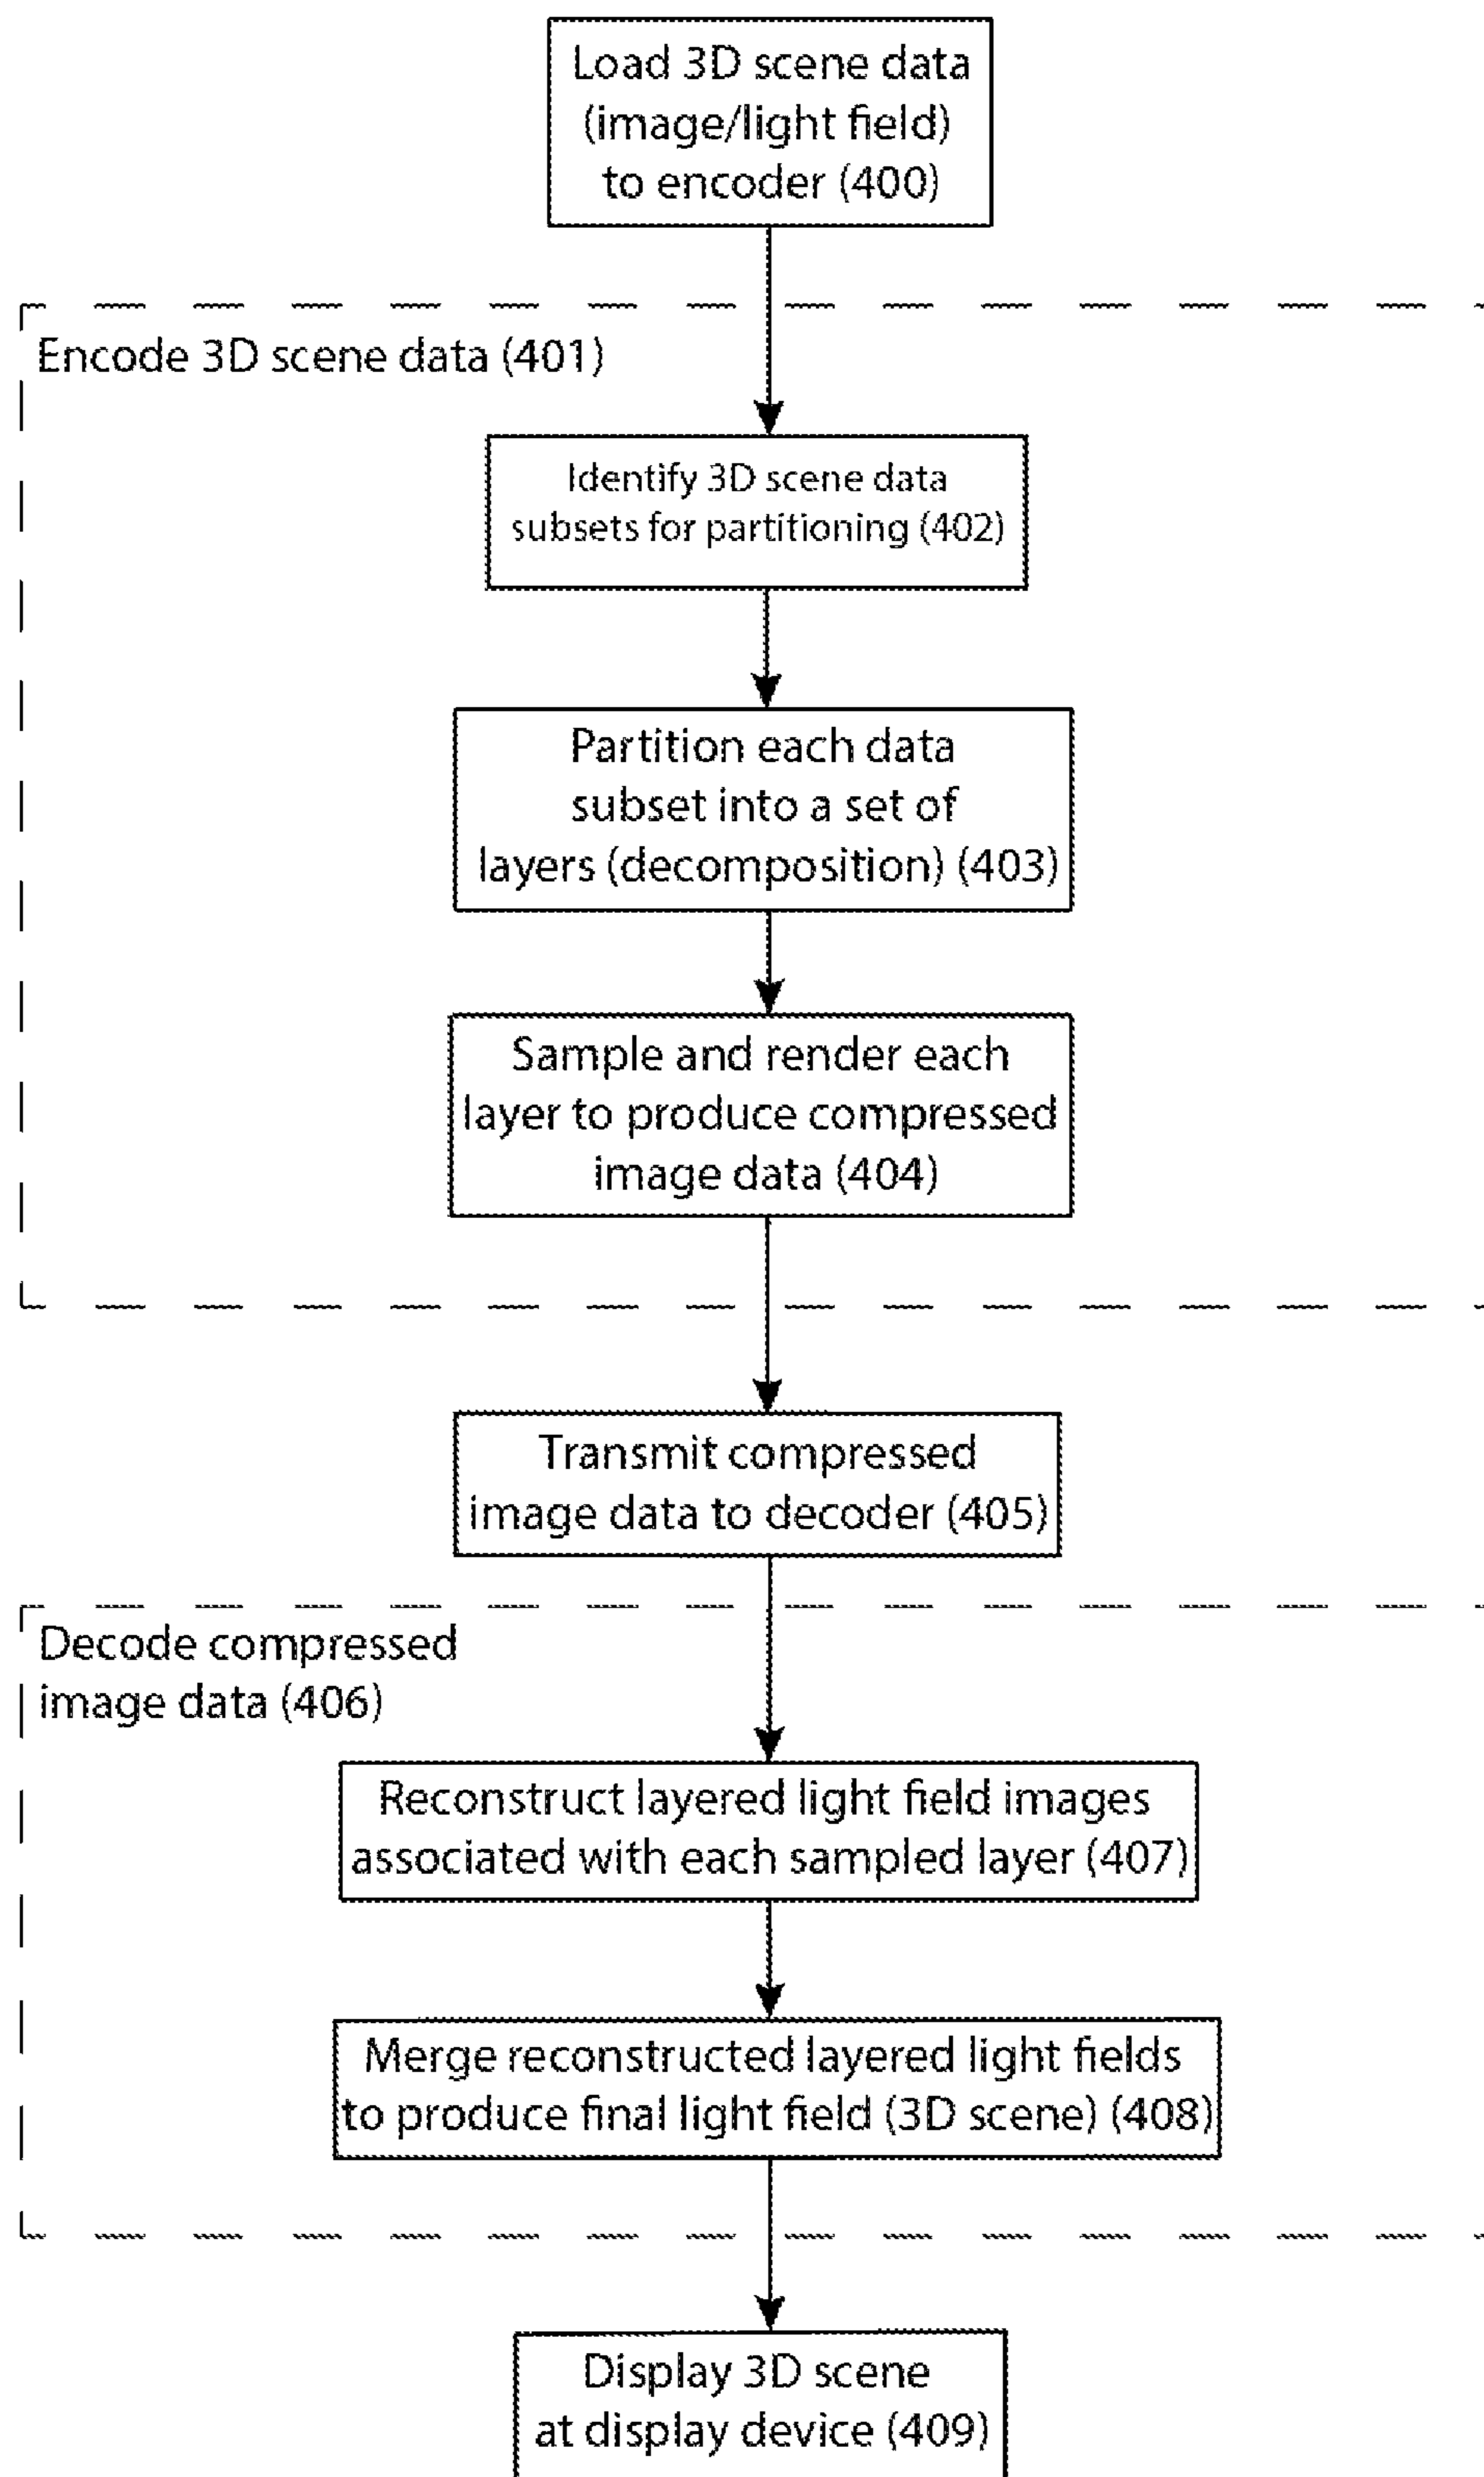 Load 3D scene data
(image/light field)
to encoder (400)
Encode 3D scene data (401)
Identify 3D scene data
subsets for partitioning (402)
Partition each data
subset into a set of
layers (decomposition) (403)
Sample and render each
layer to produce compressed
image data (404)
Transmit compressed
image data to decoder (405)
Decode compressed
image data (406)
Reconstruct layered light field images
associated with each sampled layer (407)
Merge reconstructed layered light fields
to produce final light field (3D scene) (408)
Display 3D scene
at display device (409)